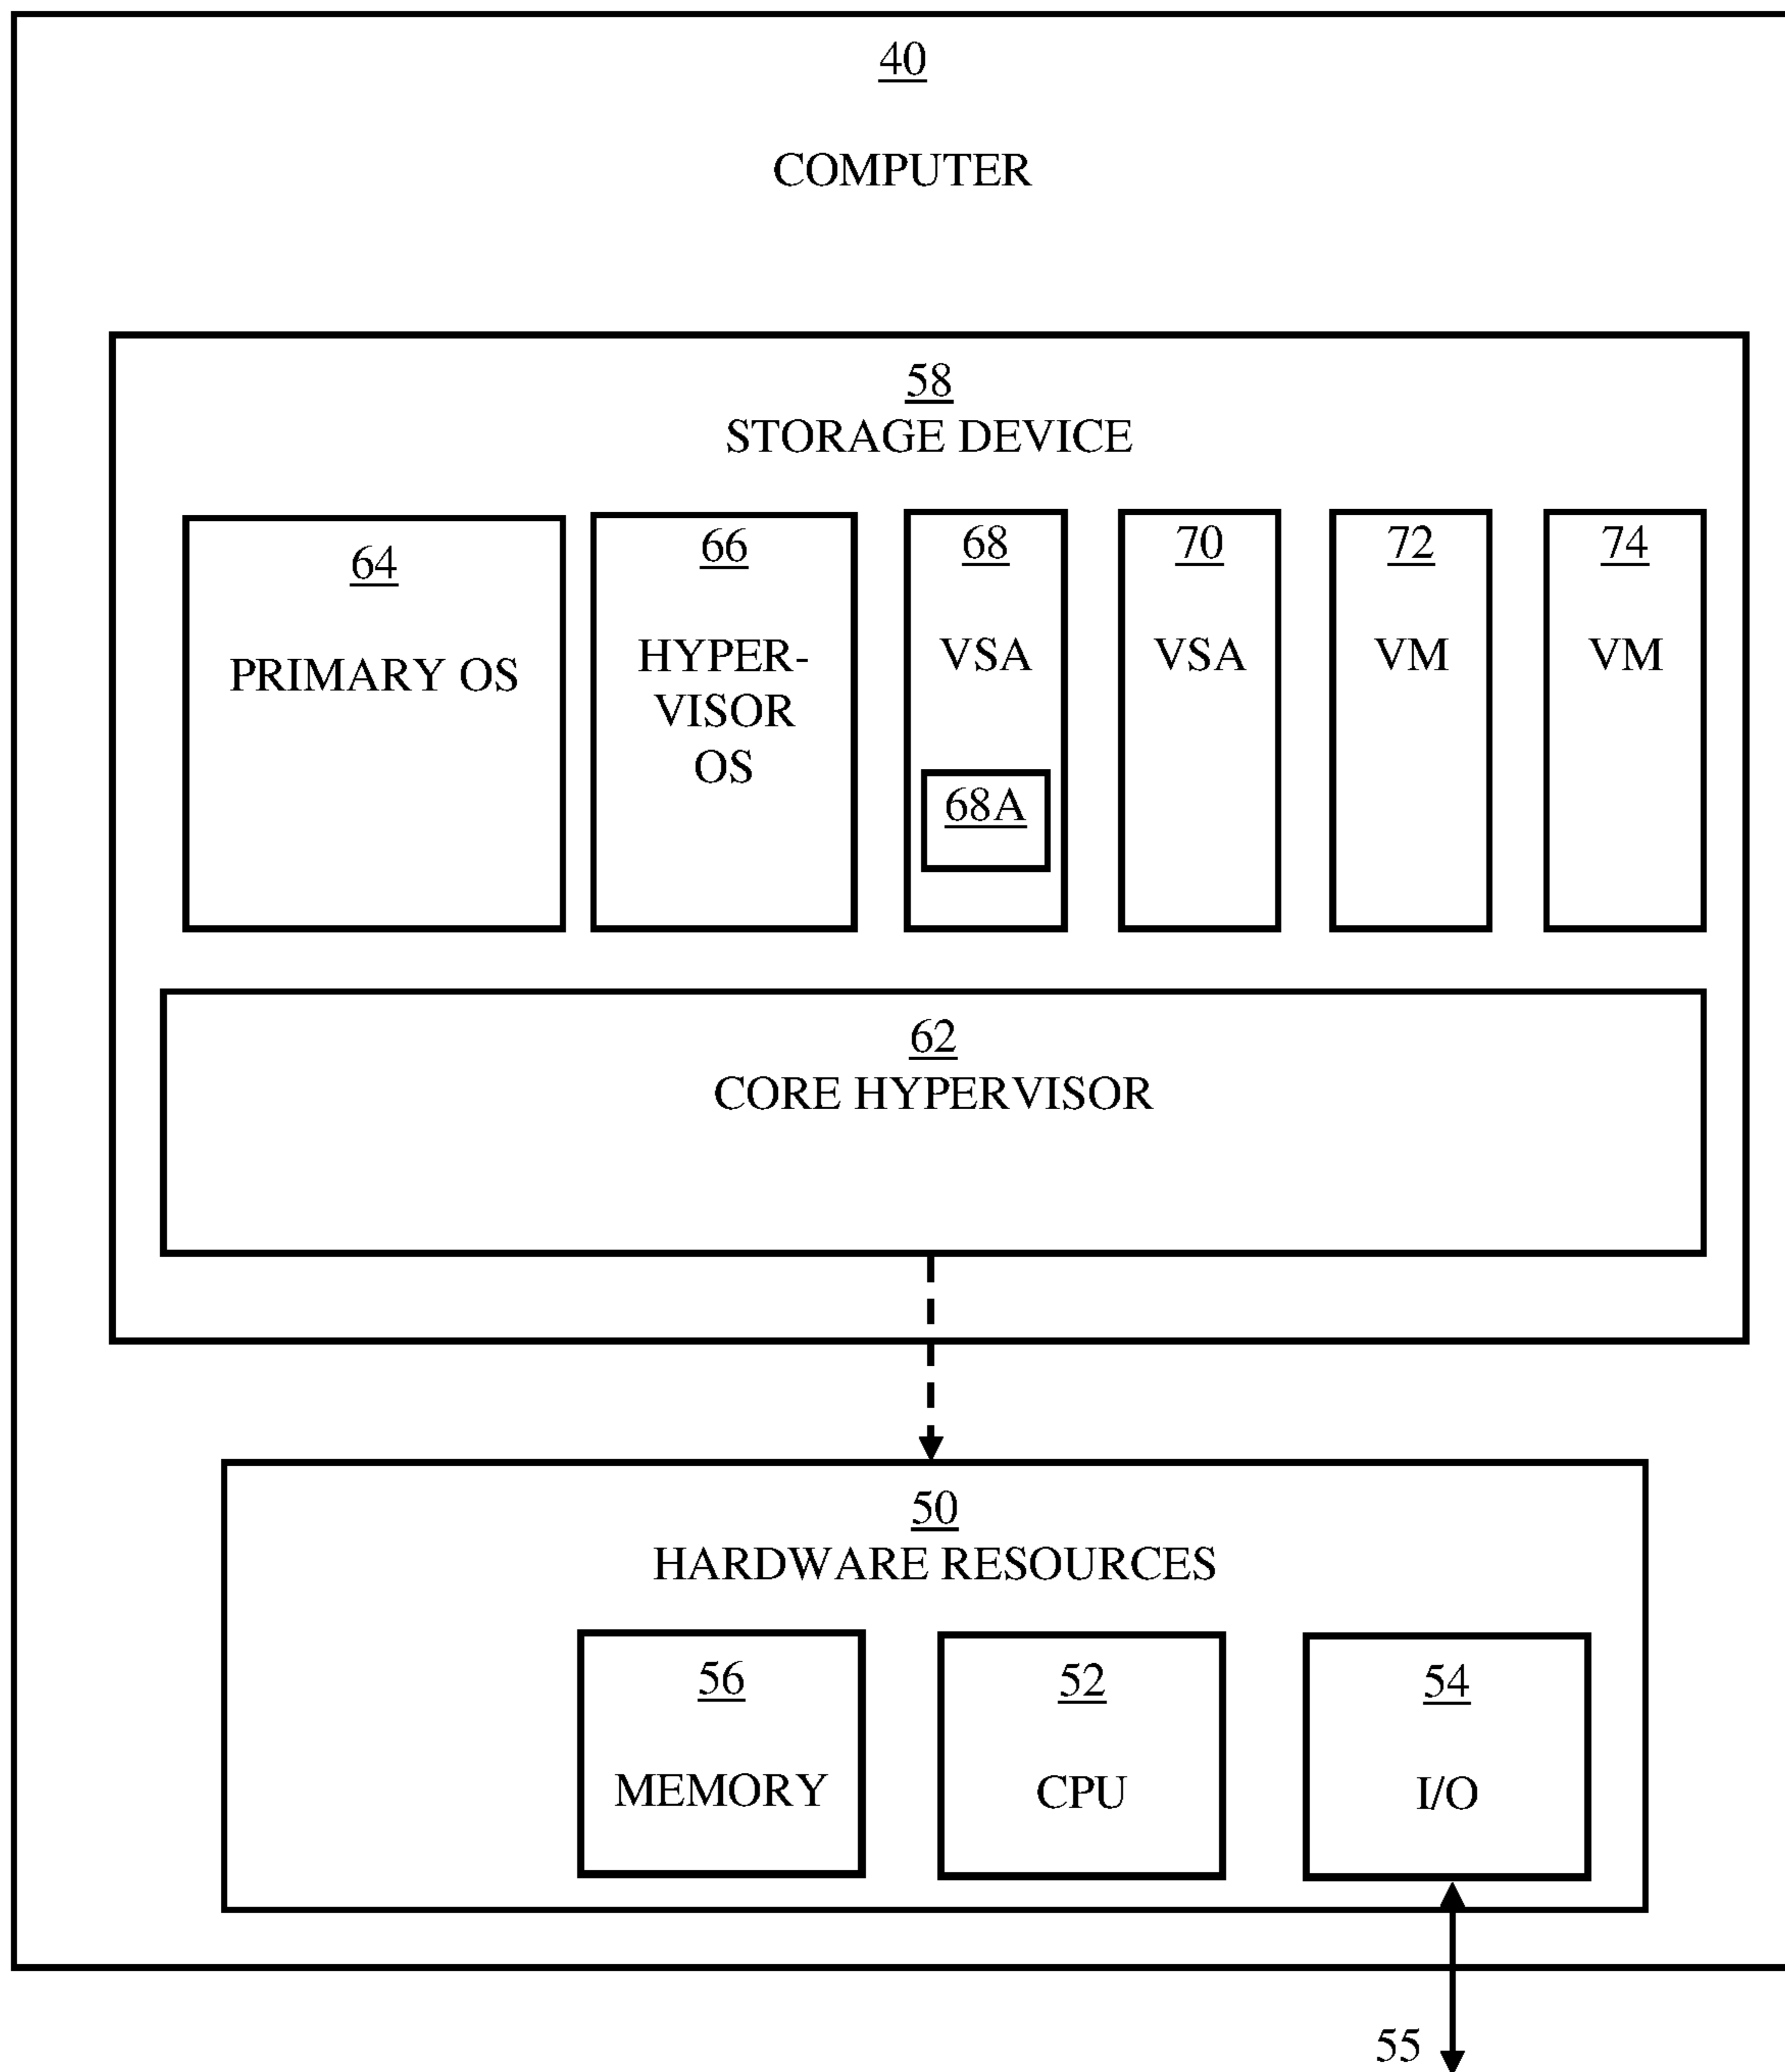 40
COMPUTER
58
STORAGE DEVICE
64
PRIMARY OS
66
HYPER-
VISOR
OS
68
VSA
68A
70
VSA
72
VM
74
VM
62
CORE HYPERVISOR
50
HARDWARE RESOURCES
56
MEMORY
52
CPU
54
I/O
55